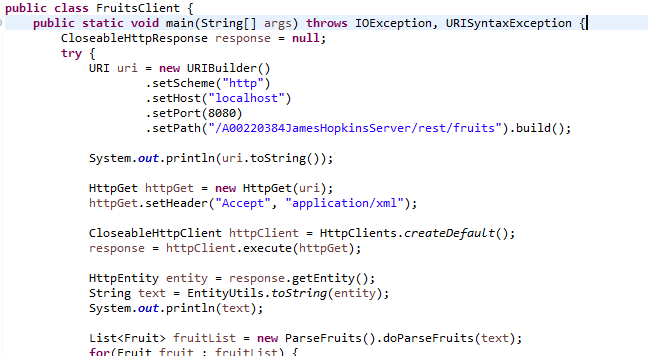 public class FruitsClient {
public static void main(String[] args) throws IOException, URISyntaxException {
CloseableHttpResponse response = null;
try {
URI uri = new URIBuilder()
.setScheme("http")
.setHost("localhost")
.setPort(8080)
.setPath("/A00220384JamesHopkinsServer/rest/fruits").build();
System.out.println(uri.toString());
HttpGet httpGet = new HttpGet(uri);
httpGet.setHeader("Accept", "application/xml");
CloseableHttpClient httpClient = HttpClients.createDefault();
response = httpClient.execute(httpGet);
HttpEntity entity = response.getEntity();
String text = EntityUtils.toString(entity);
System.out.println(text);
List<Fruit> fruitList = new ParseFruits().doParseFruits(text);
for(Fruit fruit : fruitList) {